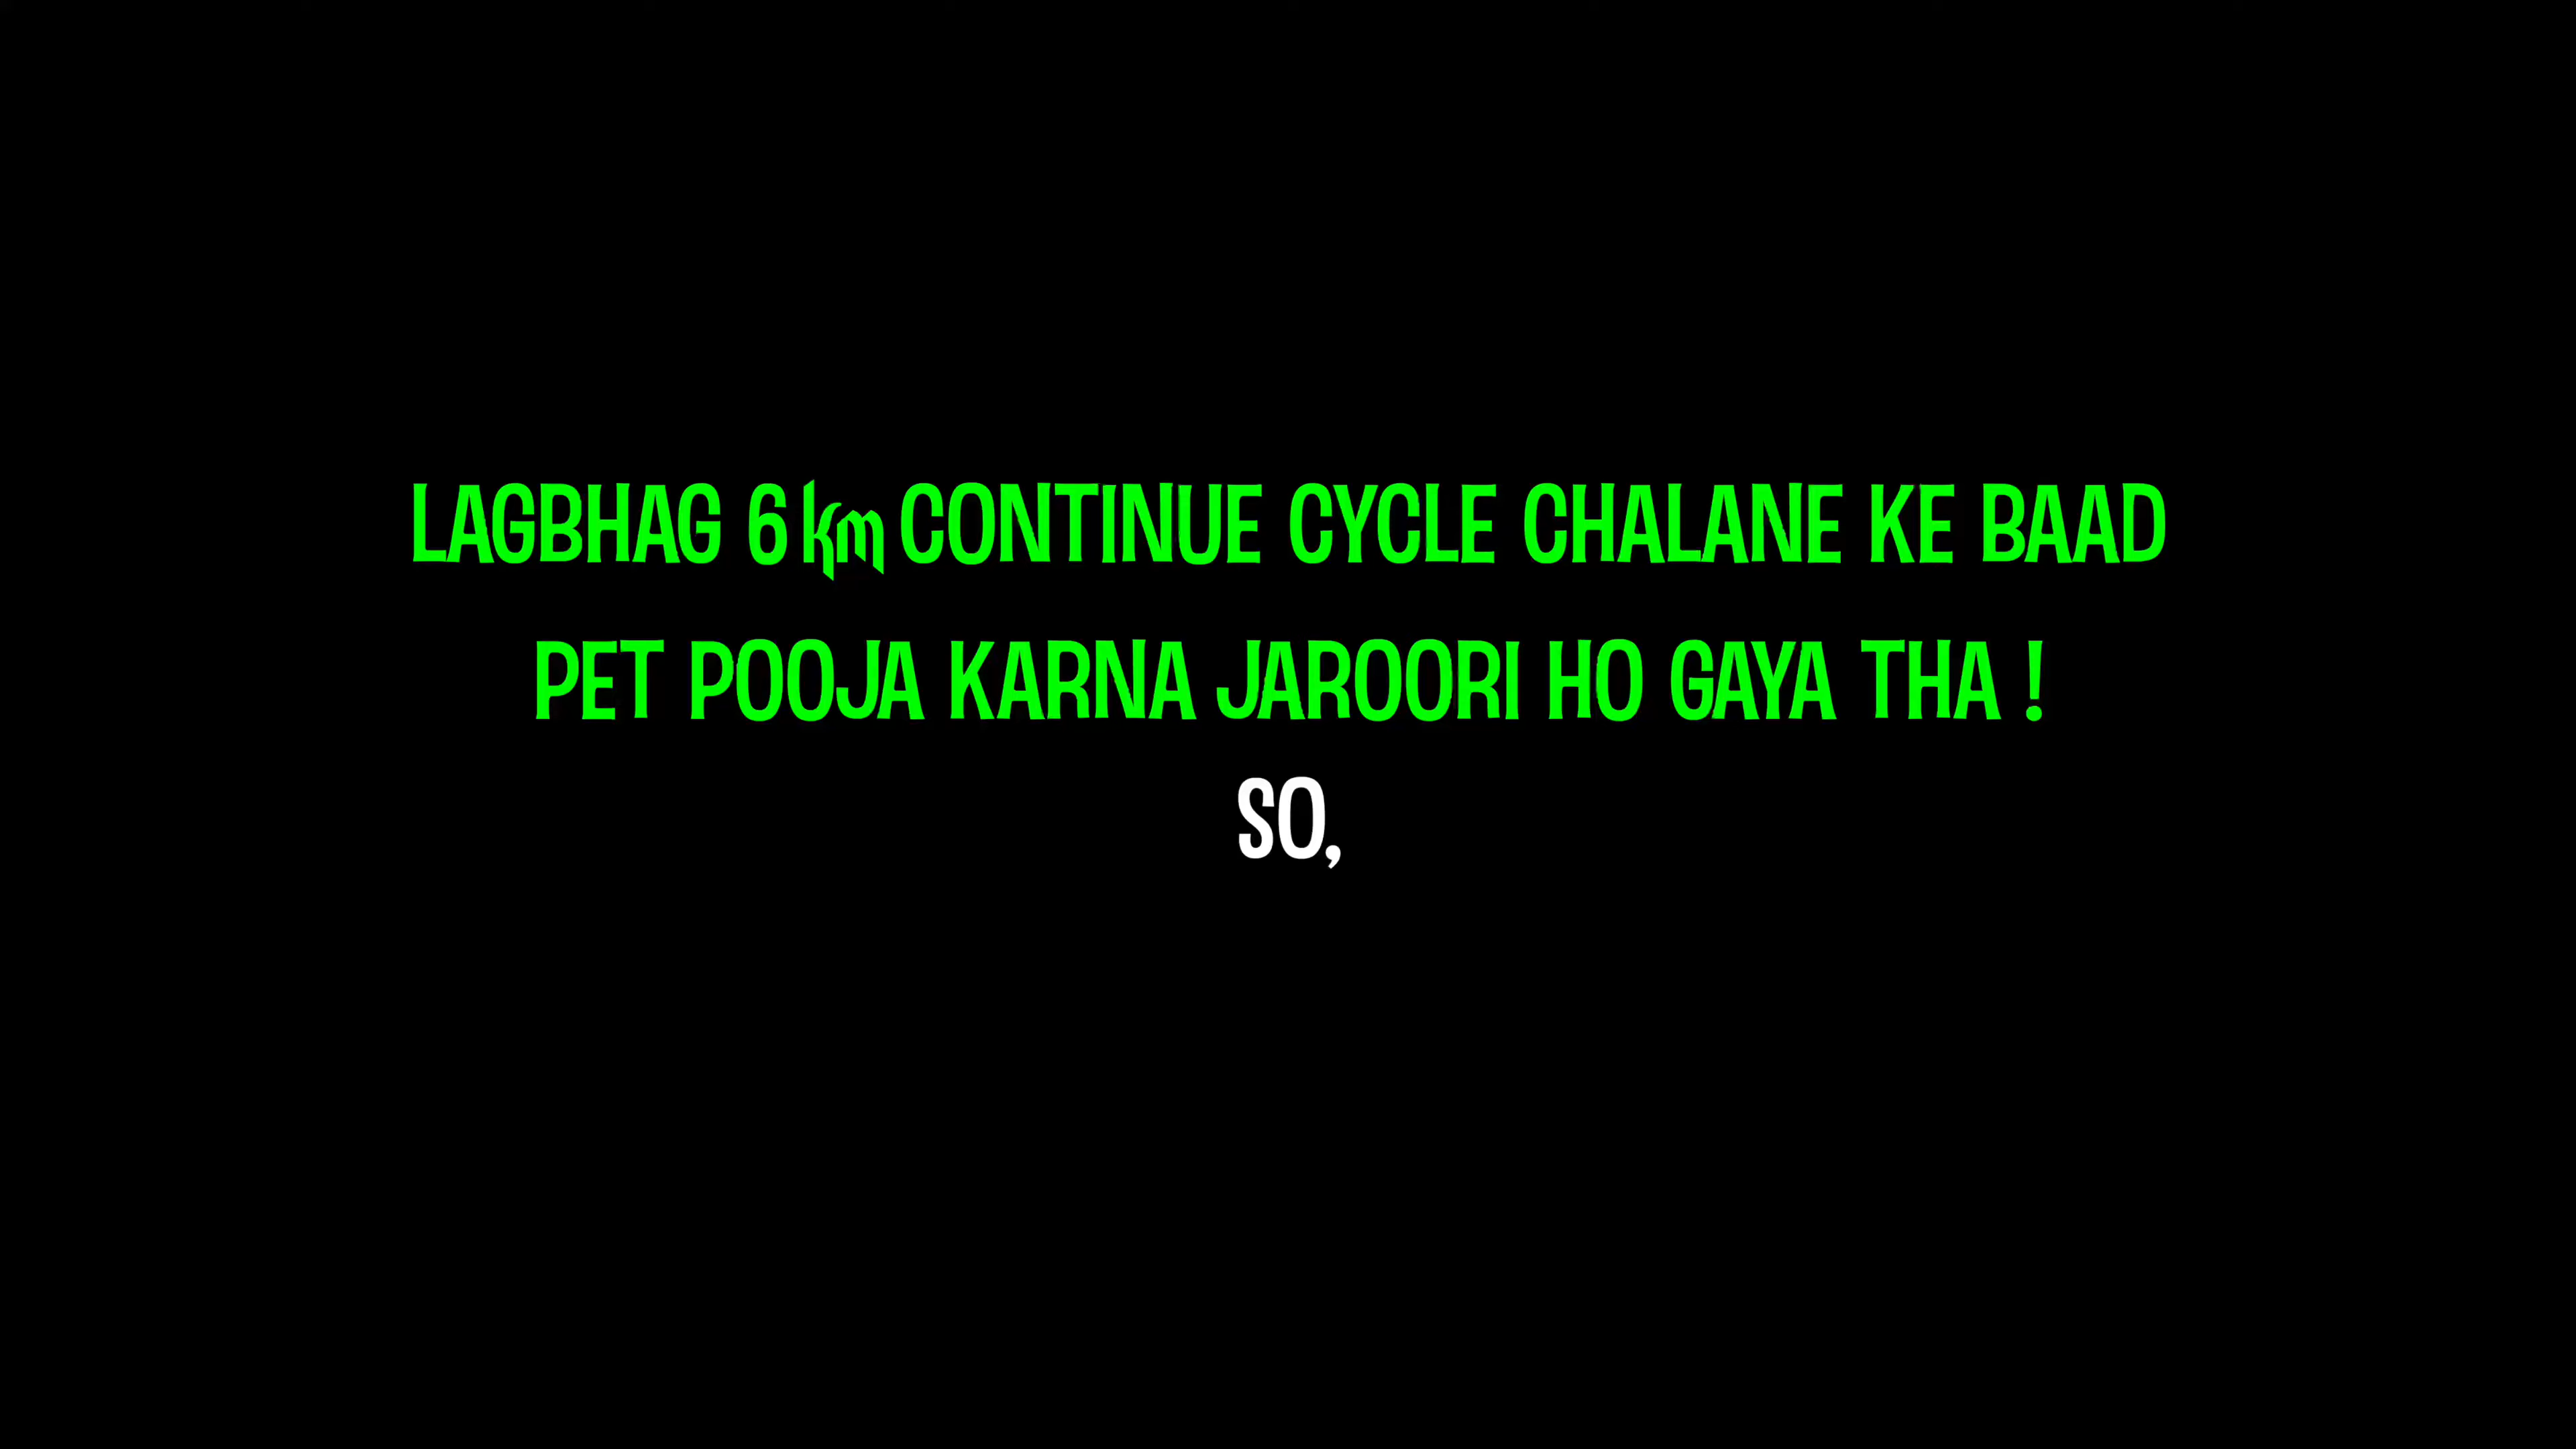 LAGBHAG 6 km CONTINUE CYCLE CHALANE KE BAAD
PET POOJA KARNA JAROORI HO GAYA THA !
SO,